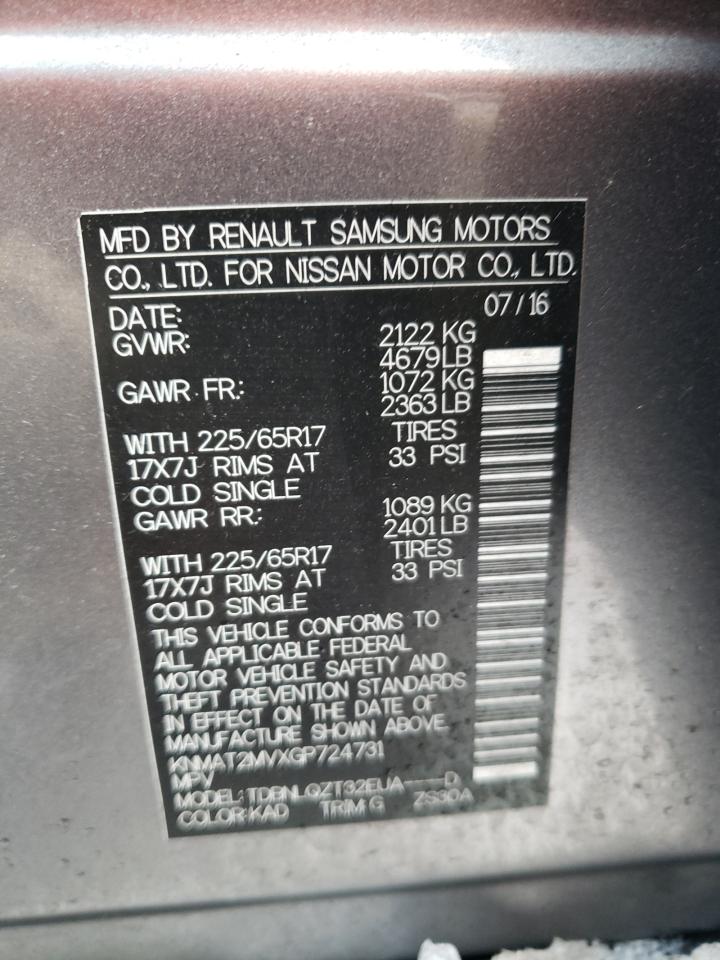 MFD BY RENAULT SAMSUNG MOTORS
CO., LTD. FOR NISSAN MOTOR CO., LTD.
DATE: 07/16
GVWR: 2122 KG
4679 LB
GAWR FR: 1072 KG
2363 LB
WITH 225/65R17 TIRES
17X7J RIMS AT 33 PSI
COLD SINGLE
GAWR RR: 1089 KG
2401 LB
WITH 225/65R17 TIRES
17X7J RIMS AT 33 PSI
COLD SINGLE
THIS VEHICLE CONFORMS TO
ALL APPLICABLE FEDERAL
MOTOR VEHICLE SAFETY AND
THEFT PREVENTION STANDARDS
IN EFFECT ON THE DATE OF
MANUFACTURE SHOWN ABOVE.
KNMAT2MVXGP724731
MPV
MODEL: TDBNLQZT32EUA----D
COLOR: KAD TRIM G ZS30A